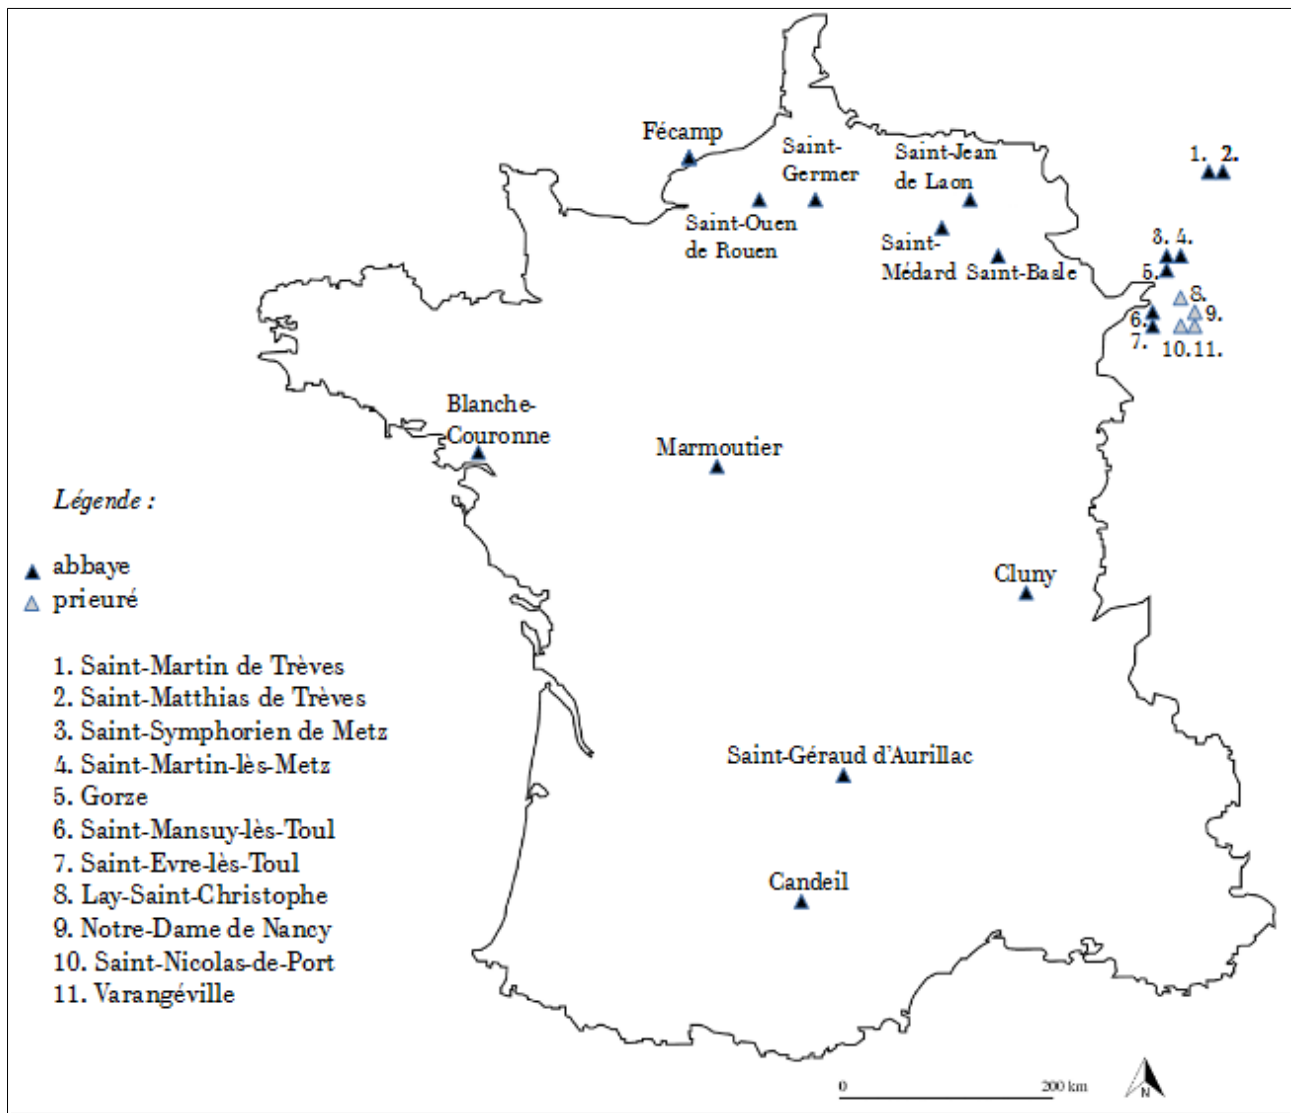 Fécamp
Saint-
Germer
Saint-Jean
de Laon
1. 2.
Saint-Ouen
de Rouen
Saint-
Médard
Saint-Basle
3. 4.
5.
8.
6.
9.
7.
10. 11.
Blanche-
Couronne
Marmoutier
Cluny
Saint-Géraud d'Aurillac
Candeil
Légende :
abbaye
prieuré
1. Saint-Martin de Trèves
2. Saint-Matthias de Trèves
3. Saint-Symphorien de Metz
4. Saint-Martin-lès-Metz
5. Gorze
6. Saint-Mansuy-lès-Toul
7. Saint-Evre-lès-Toul
8. Lay-Saint-Christophe
9. Notre-Dame de Nancy
10. Saint-Nicolas-de-Port
11. Varangéville
0 200 km
N